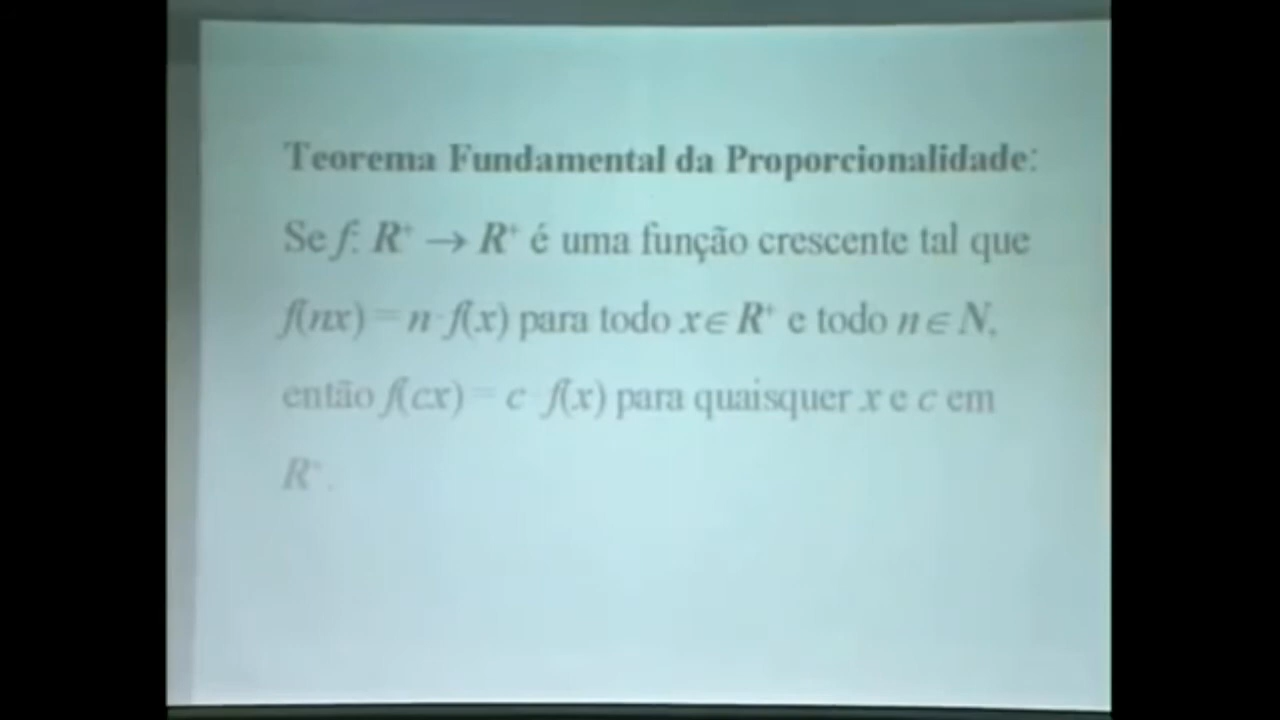 Teorema Fundamental da Proporcionalidade:
Se f: R⁺ → R⁺ é uma função crescente tal que
f(nx) = n·f(x) para todo x∈R⁺ e todo n∈N,
então f(cx) = c·f(x) para quaisquer x e c em
R⁺.